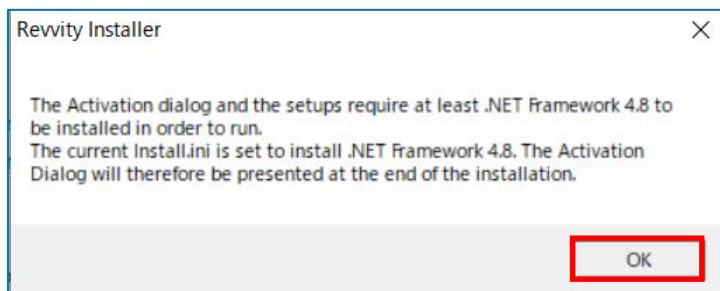 Revvity Installer
The Activation dialog and the setups require at least .NET Framework 4.8 to
be installed in order to run.
The current Install.ini is set to install .NET Framework 4.8. The Activation
Dialog will therefore be presented at the end of the installation.
OK